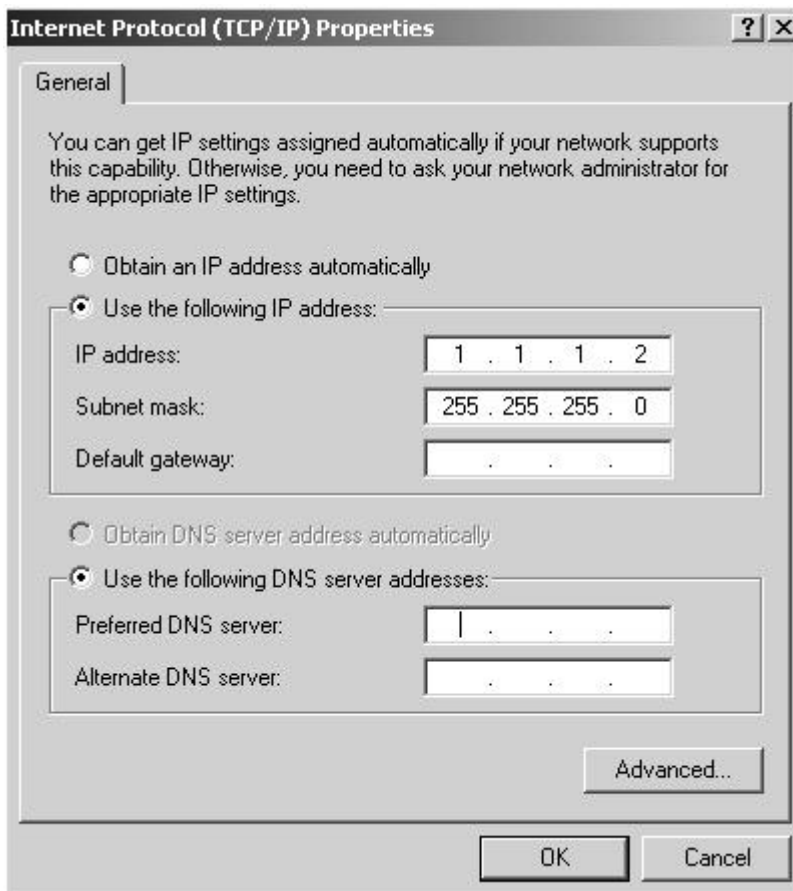 Internet Protocol (TCP/IP) Properties
General
You can get IP settings assigned automatically if your network supports
this capability. Otherwise, you need to ask your network administrator for
the appropriate IP settings.
Obtain an IP address automatically
Use the following IP address:
IP address: 1 . 1 . 1 . 2
Subnet mask: 255 . 255 . 255 . 0
Default gateway: . . .
Obtain DNS server address automatically
Use the following DNS server addresses:
Preferred DNS server: . . .
Alternate DNS server: . . .
Advanced...
OK Cancel